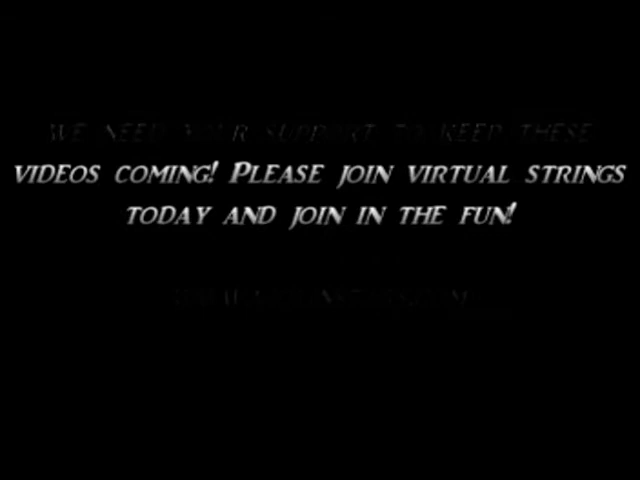 WE NEED YOUR SUPPORT TO KEEP THESE
VIDEOS COMING! PLEASE JOIN VIRTUAL STRINGS
TODAY AND JOIN IN THE FUN!